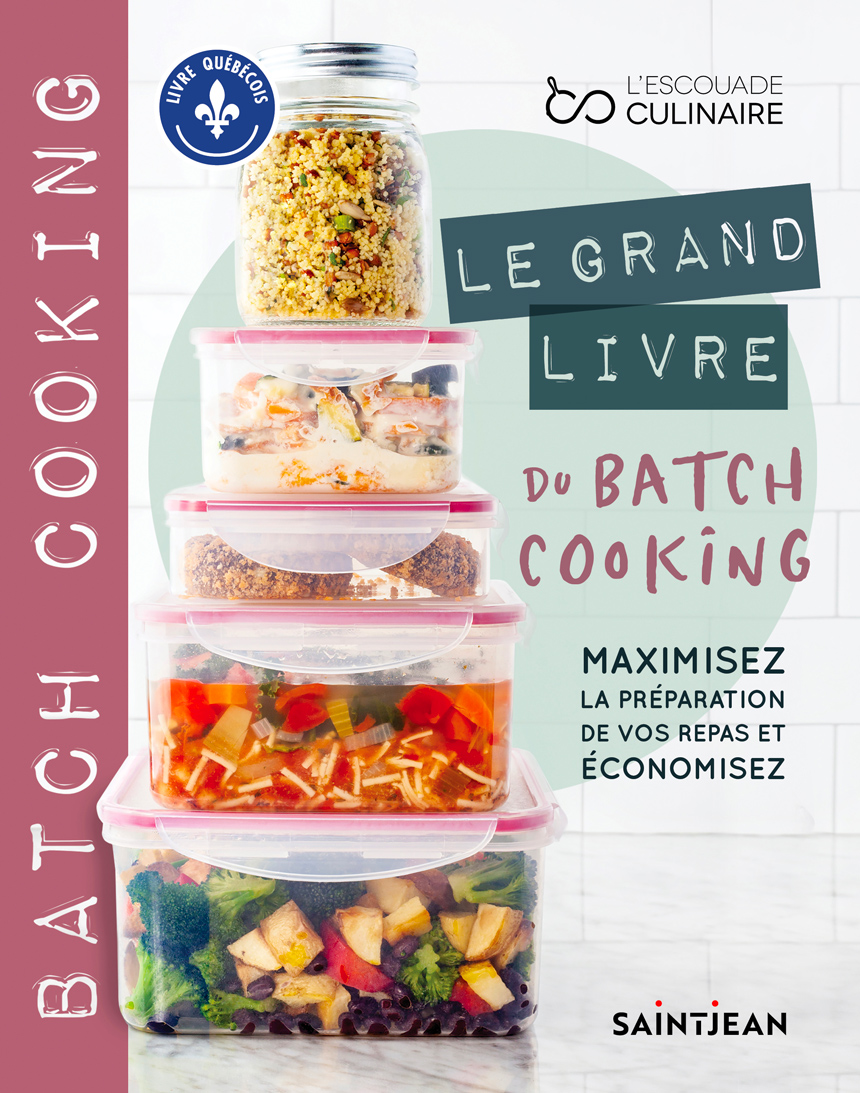 BATCH COOKING
LIVRE QUÉBÉCOIS
L'ESCOUADE
CULINAIRE
LE GRAND
LIVRE
DU BATCH
COOKING
MAXIMISEZ
LA PRÉPARATION
DE VOS REPAS ET
ÉCONOMISEZ
SAINTJEAN